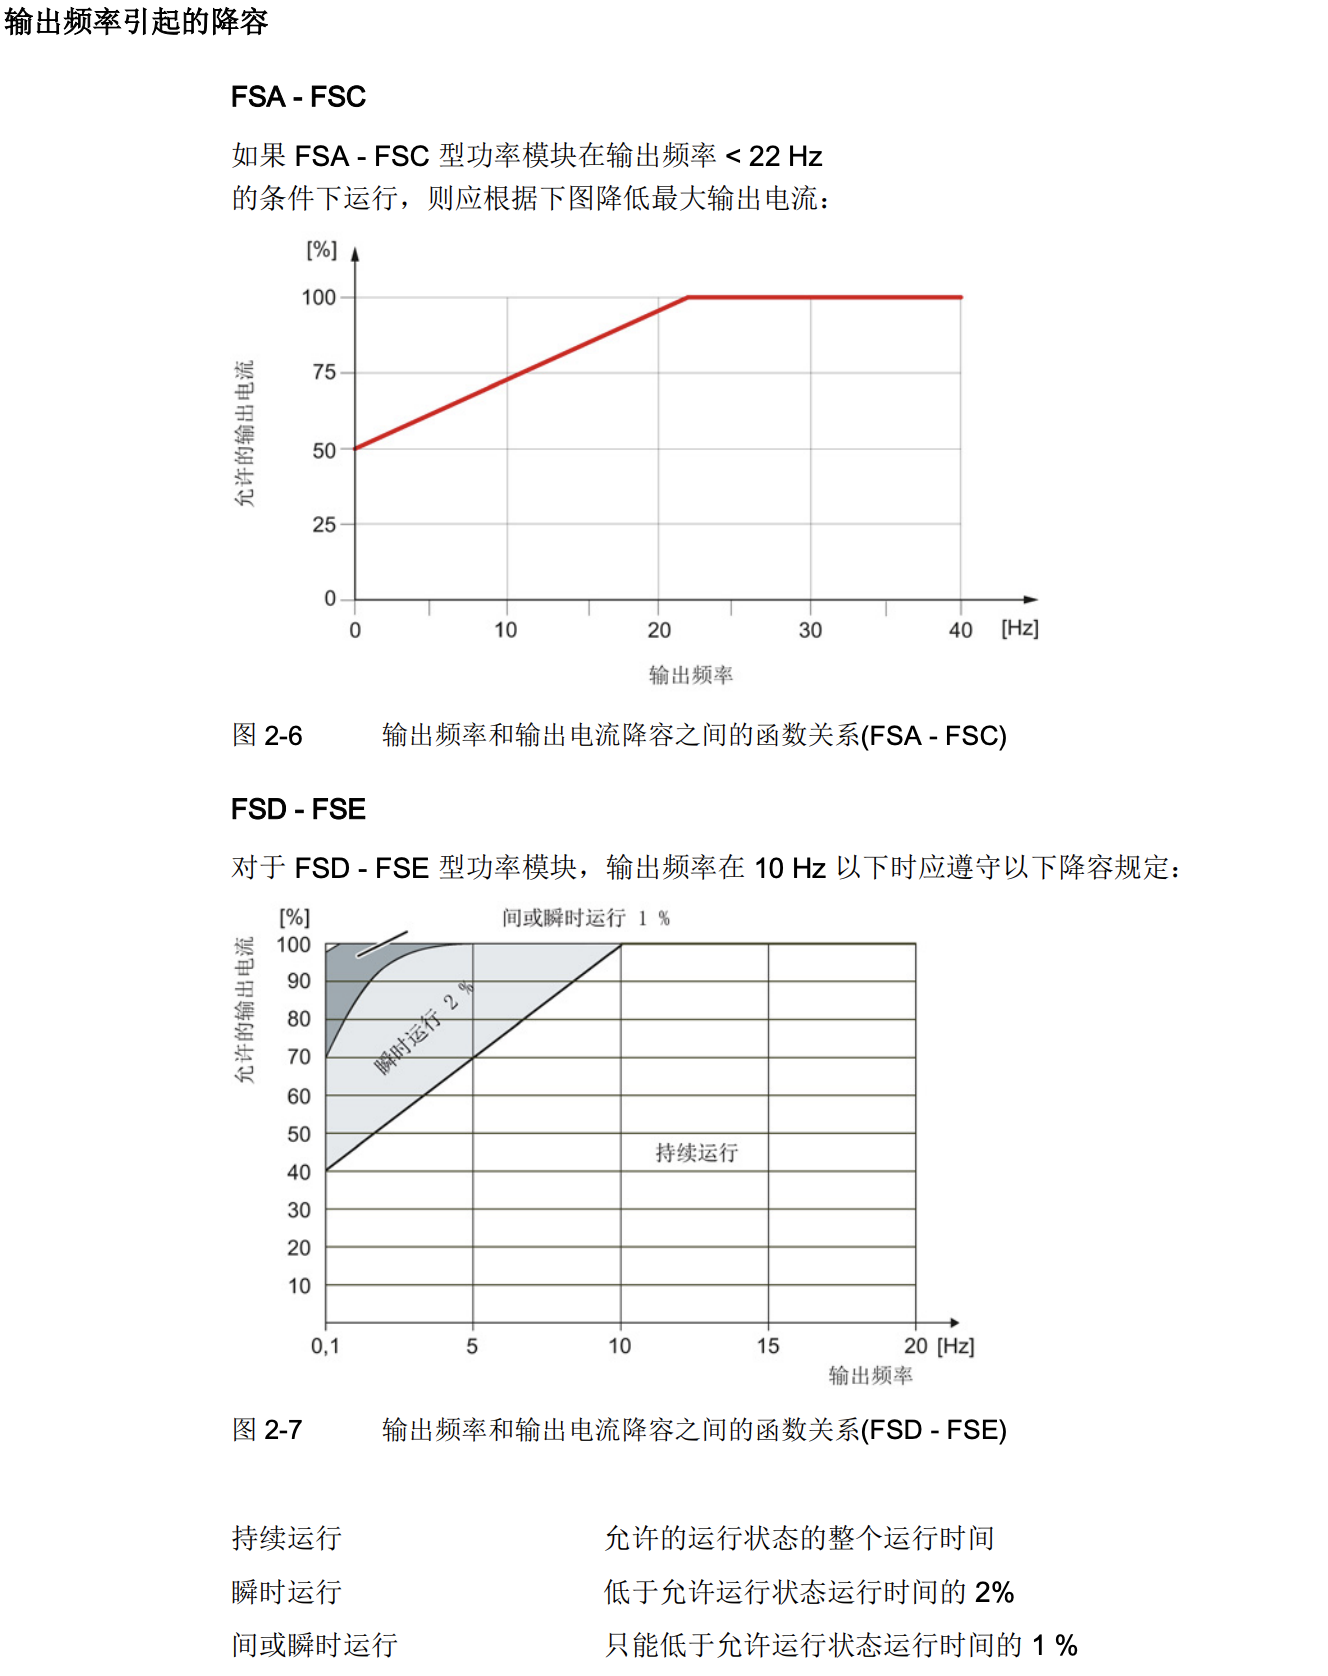 输出频率引起的降容
FSA - FSC
如果 FSA - FSC 型功率模块在输出频率 < 22 Hz
的条件下运行，则应根据下图降低最大输出电流：
[%]
100
75
50
25
0
允许的输出电流
0 10 20 30 40 [Hz]
输出频率
图 2-6 输出频率和输出电流降容之间的函数关系(FSA - FSC)
FSD - FSE
对于 FSD - FSE 型功率模块，输出频率在 10 Hz 以下时应遵守以下降容规定：
[%] 间或瞬时运行 1 %
100
90
80
70
60
50
40
30
20
10
允许的输出电流
瞬时运行 2 %
持续运行
0,1 5 10 15 20 [Hz]
输出频率
图 2-7 输出频率和输出电流降容之间的函数关系(FSD - FSE)
持续运行 允许的运行状态的整个运行时间
瞬时运行 低于允许运行状态运行时间的 2%
间或瞬时运行 只能低于允许运行状态运行时间的 1 %